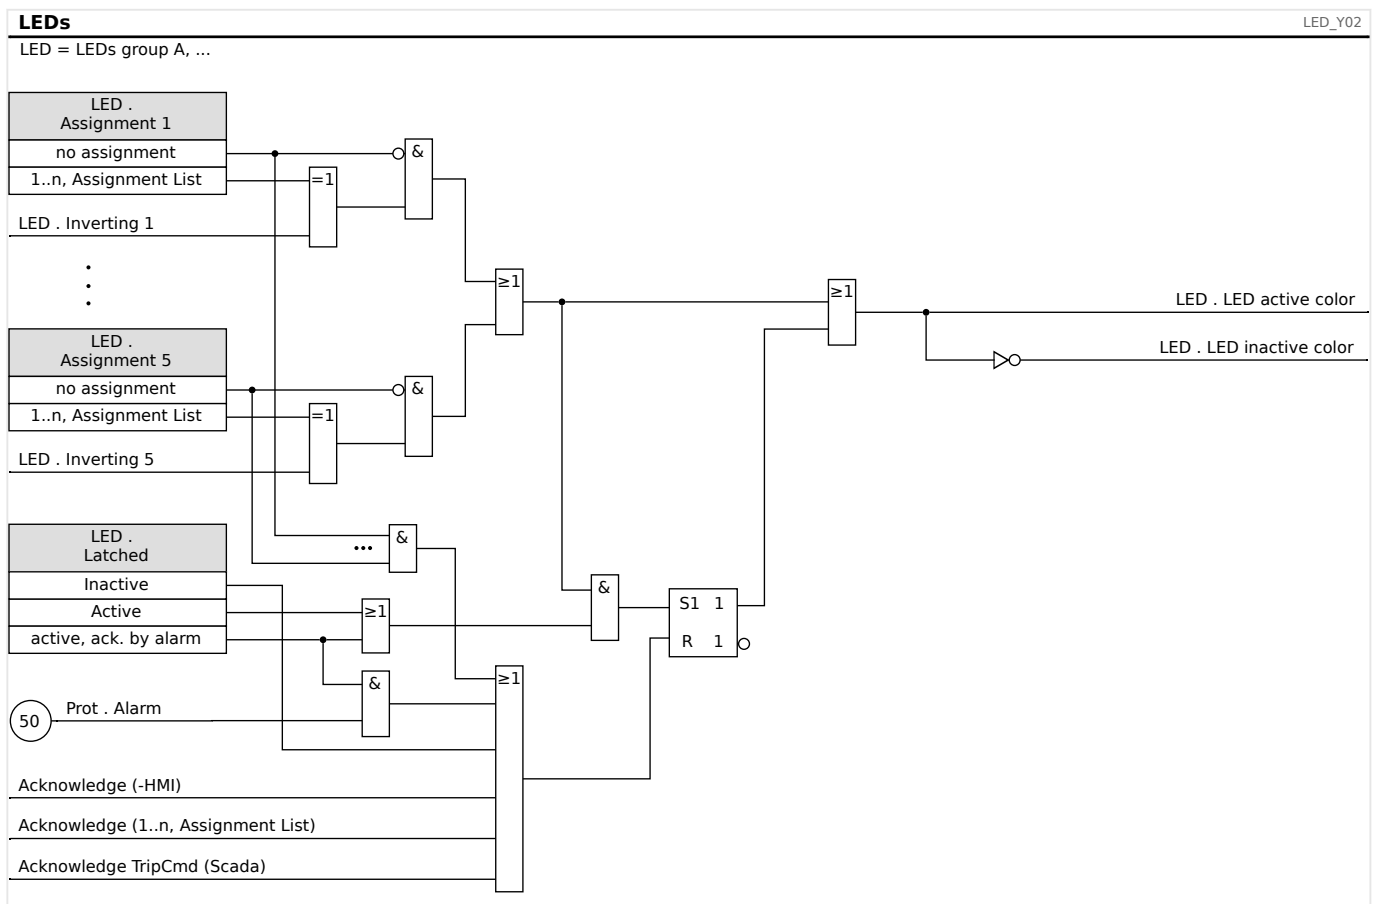 LEDs
LED_Y02
LED = LEDs group A, ...
LED .
Assignment 1
no assignment
1..n, Assignment List
LED . Inverting 1
&
=1
≥1
≥1
LED . LED active color
LED . LED inactive color
LED .
Assignment 5
no assignment
1..n, Assignment List
LED . Inverting 5
&
=1
LED .
Latched
Inactive
Active
active, ack. by alarm
&
≥1
&
S1 1
R 1
&
≥1
50
Prot . Alarm
Acknowledge (-HMI)
Acknowledge (1..n, Assignment List)
Acknowledge TripCmd (Scada)